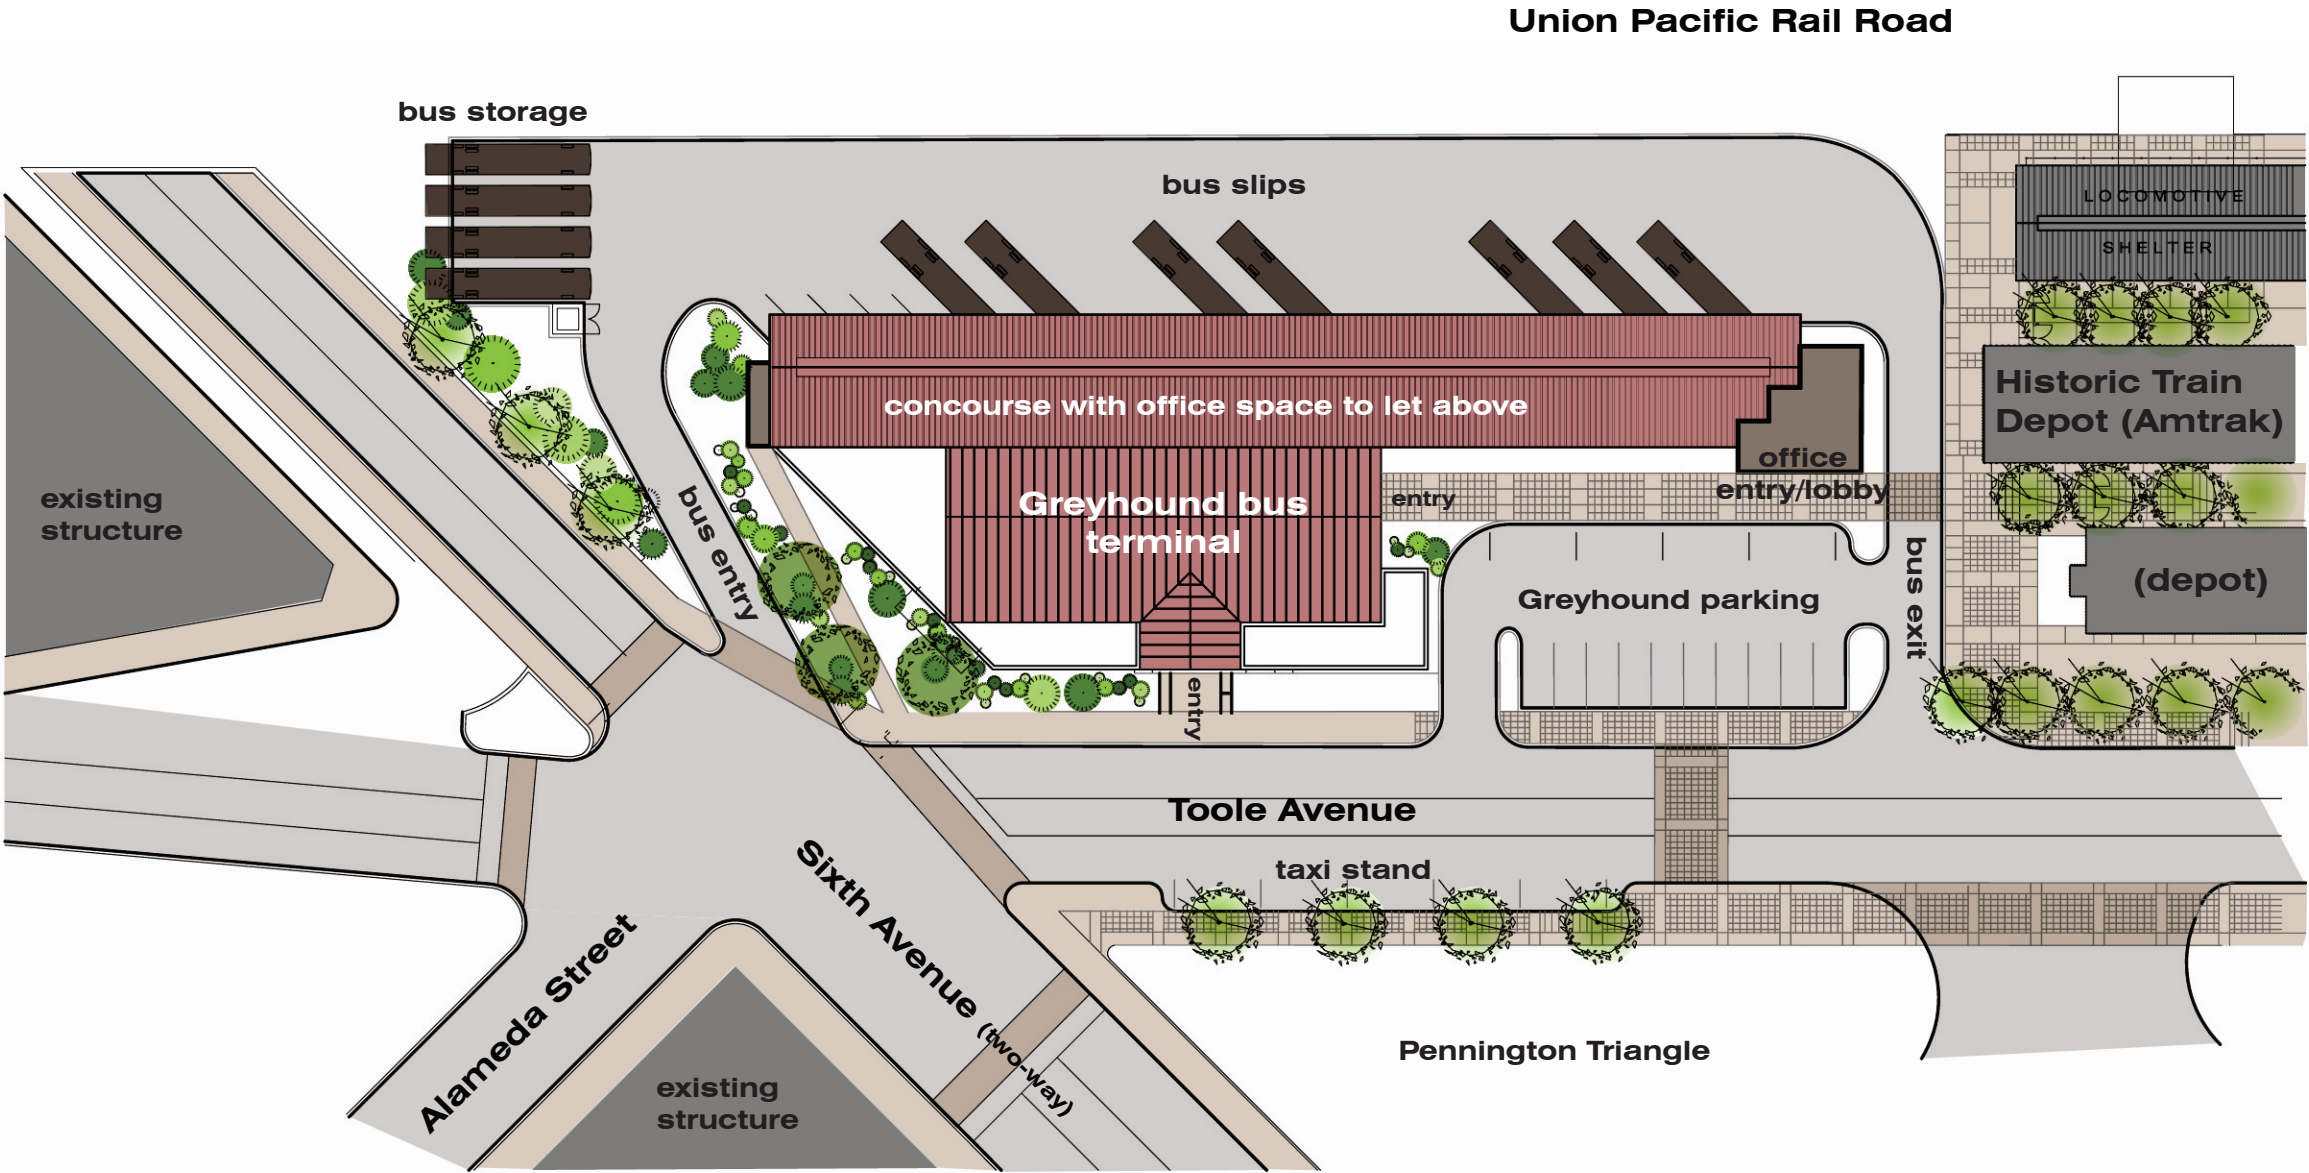 Union Pacific Rail Road
bus storage
bus slips
LOCOMOTIVE
SHELTER
concourse with office space to let above
Historic Train
Depot (Amtrak)
office
entry/lobby
existing
structure
bus entry
Greyhound bus
terminal
entry
bus exit
(depot)
Greyhound parking
entry
Toole Avenue
taxi stand
Sixth Avenue (two-way)
Alameda Street
Pennington Triangle
existing
structure